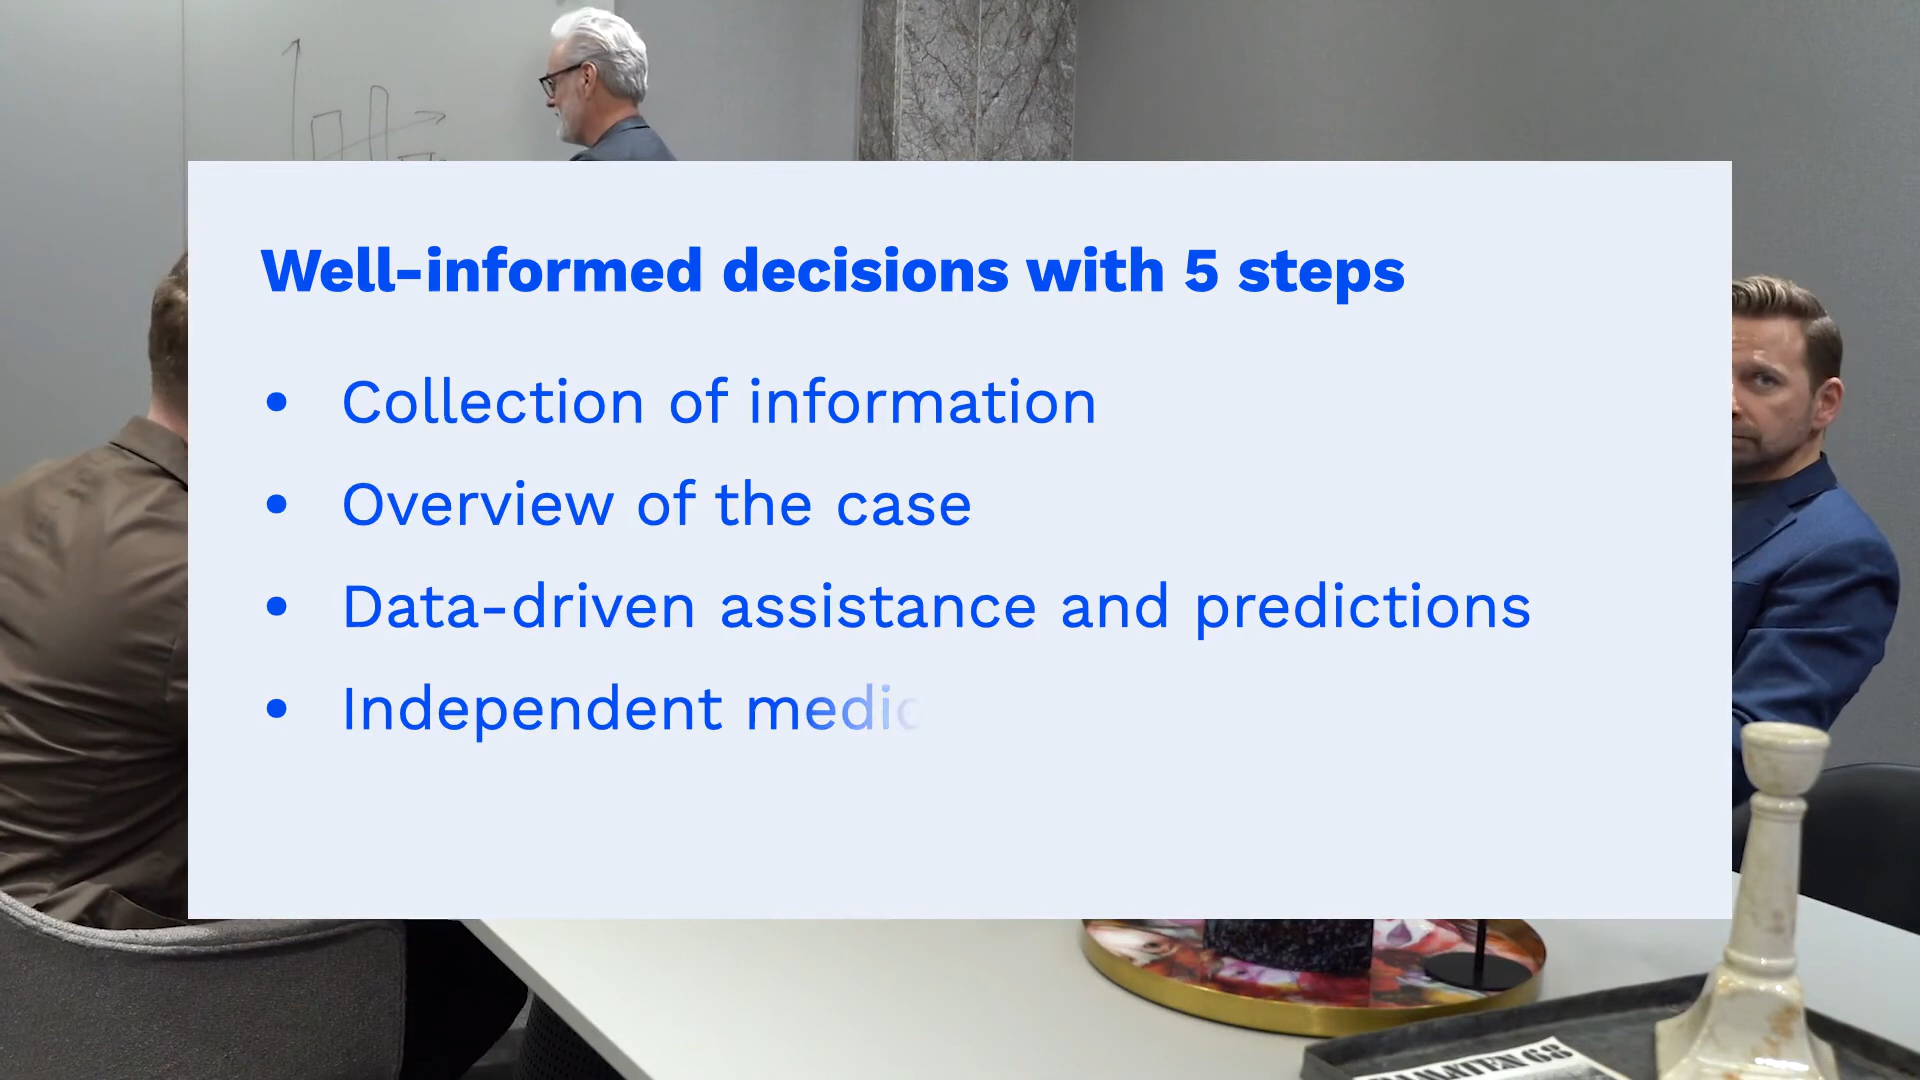 Well-informed decisions with 5 steps
• Collection of information
• Overview of the case
• Data-driven assistance and predictions
• Independent